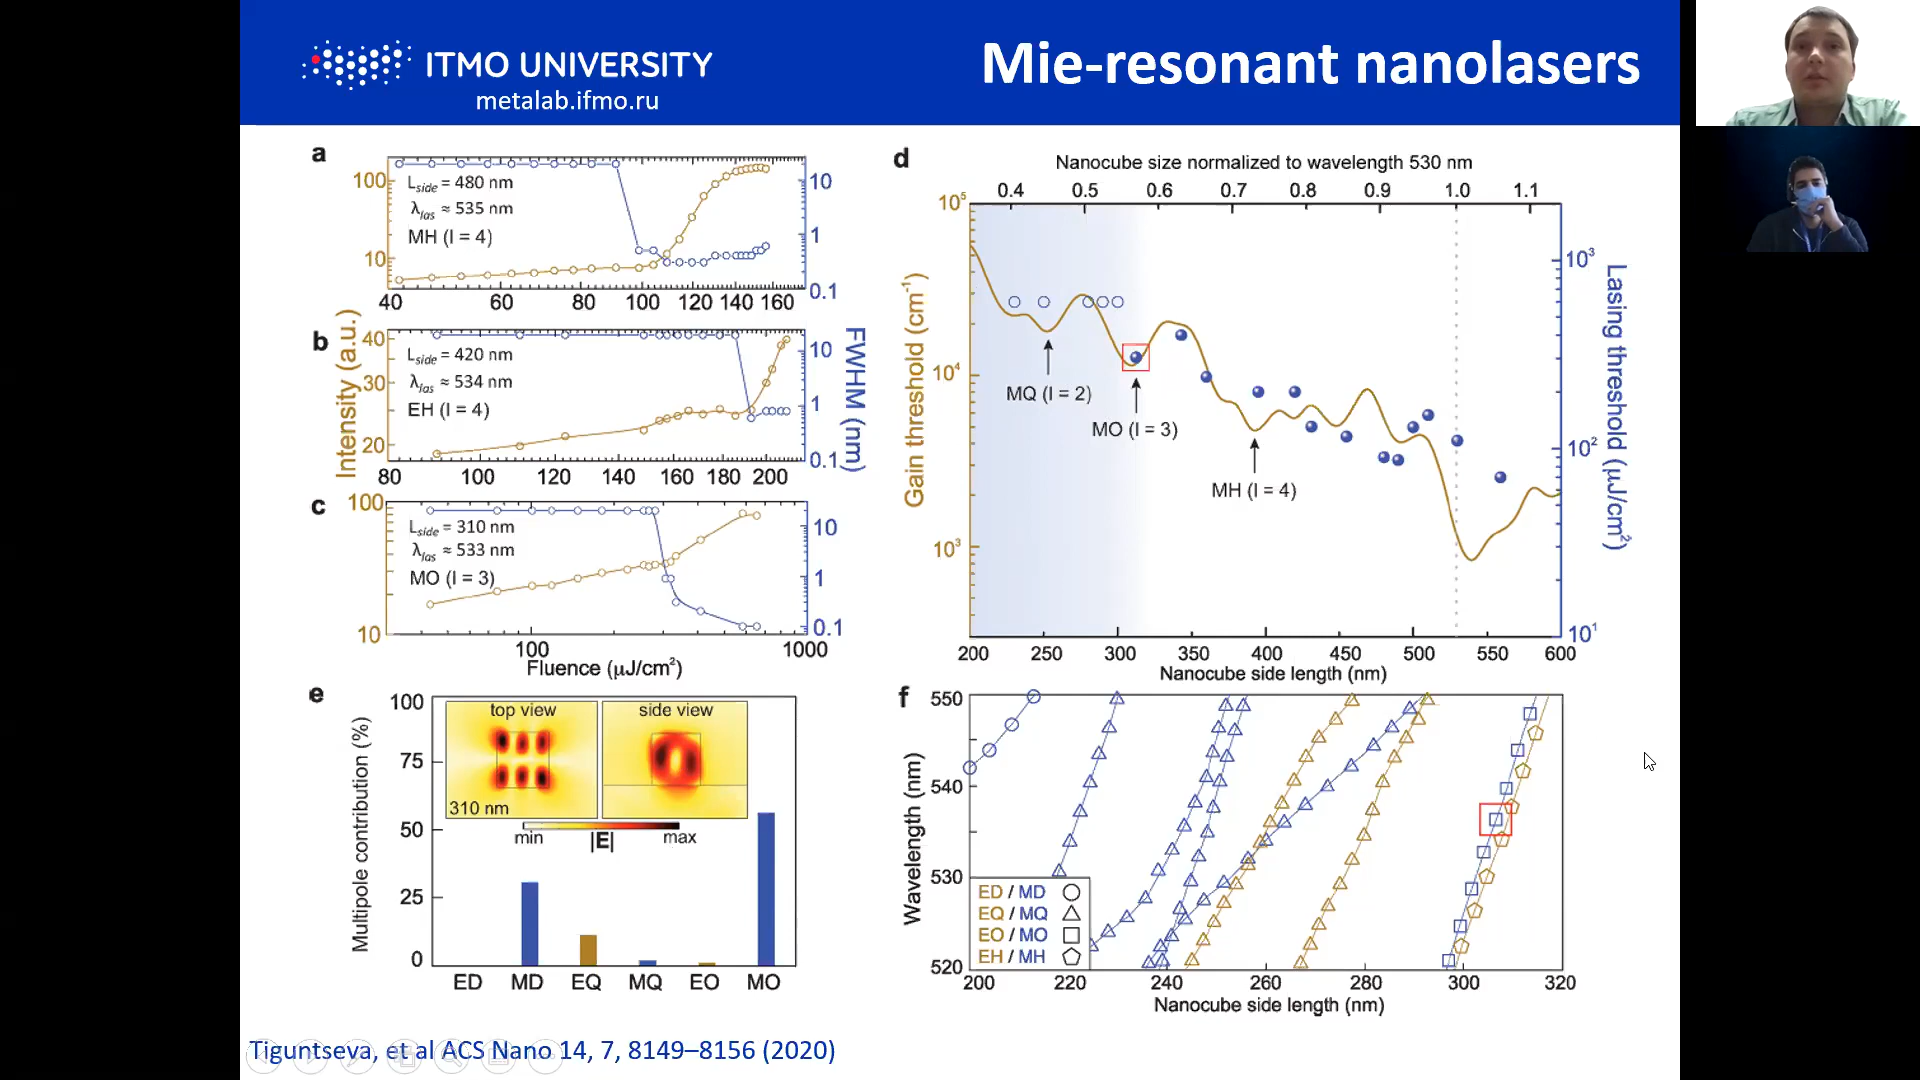 ITMO UNIVERSITY
metalab.ifmo.ru
Mie-resonant nanolasers
a
100
10
L_side = 480 nm
λ_las ≈ 535 nm
MH (l = 4)
10
1
0.1
40 60 80 100 120 140 160
b
40
30
20
L_side = 420 nm
λ_las ≈ 534 nm
EH (l = 4)
10
1
0.1
80 100 120 140 160 180 200
Intensity (a.u.)
FWHM (nm)
c
100
10
L_side = 310 nm
λ_las ≈ 533 nm
MO (l = 3)
10
1
0.1
100 1000
Fluence (µJ/cm²)
d
Nanocube size normalized to wavelength 530 nm
0.4 0.5 0.6 0.7 0.8 0.9 1.0 1.1
10⁵
10⁴
10³
Gain threshold (cm⁻¹)
MQ (l = 2)
MO (l = 3)
MH (l = 4)
10³
10²
10¹
Lasing threshold (µJ/cm²)
200 250 300 350 400 450 500 550 600
Nanocube side length (nm)
e
100
75
50
25
0
Multipole contribution (%)
top view
side view
310 nm
min |E| max
ED MD EQ MQ EO MO
f
550
540
530
520
Wavelength (nm)
ED / MD
EQ / MQ
EO / MO
EH / MH
200 220 240 260 280 300 320
Nanocube side length (nm)
Tiguntseva, et al ACS Nano 14, 7, 8149–8156 (2020)